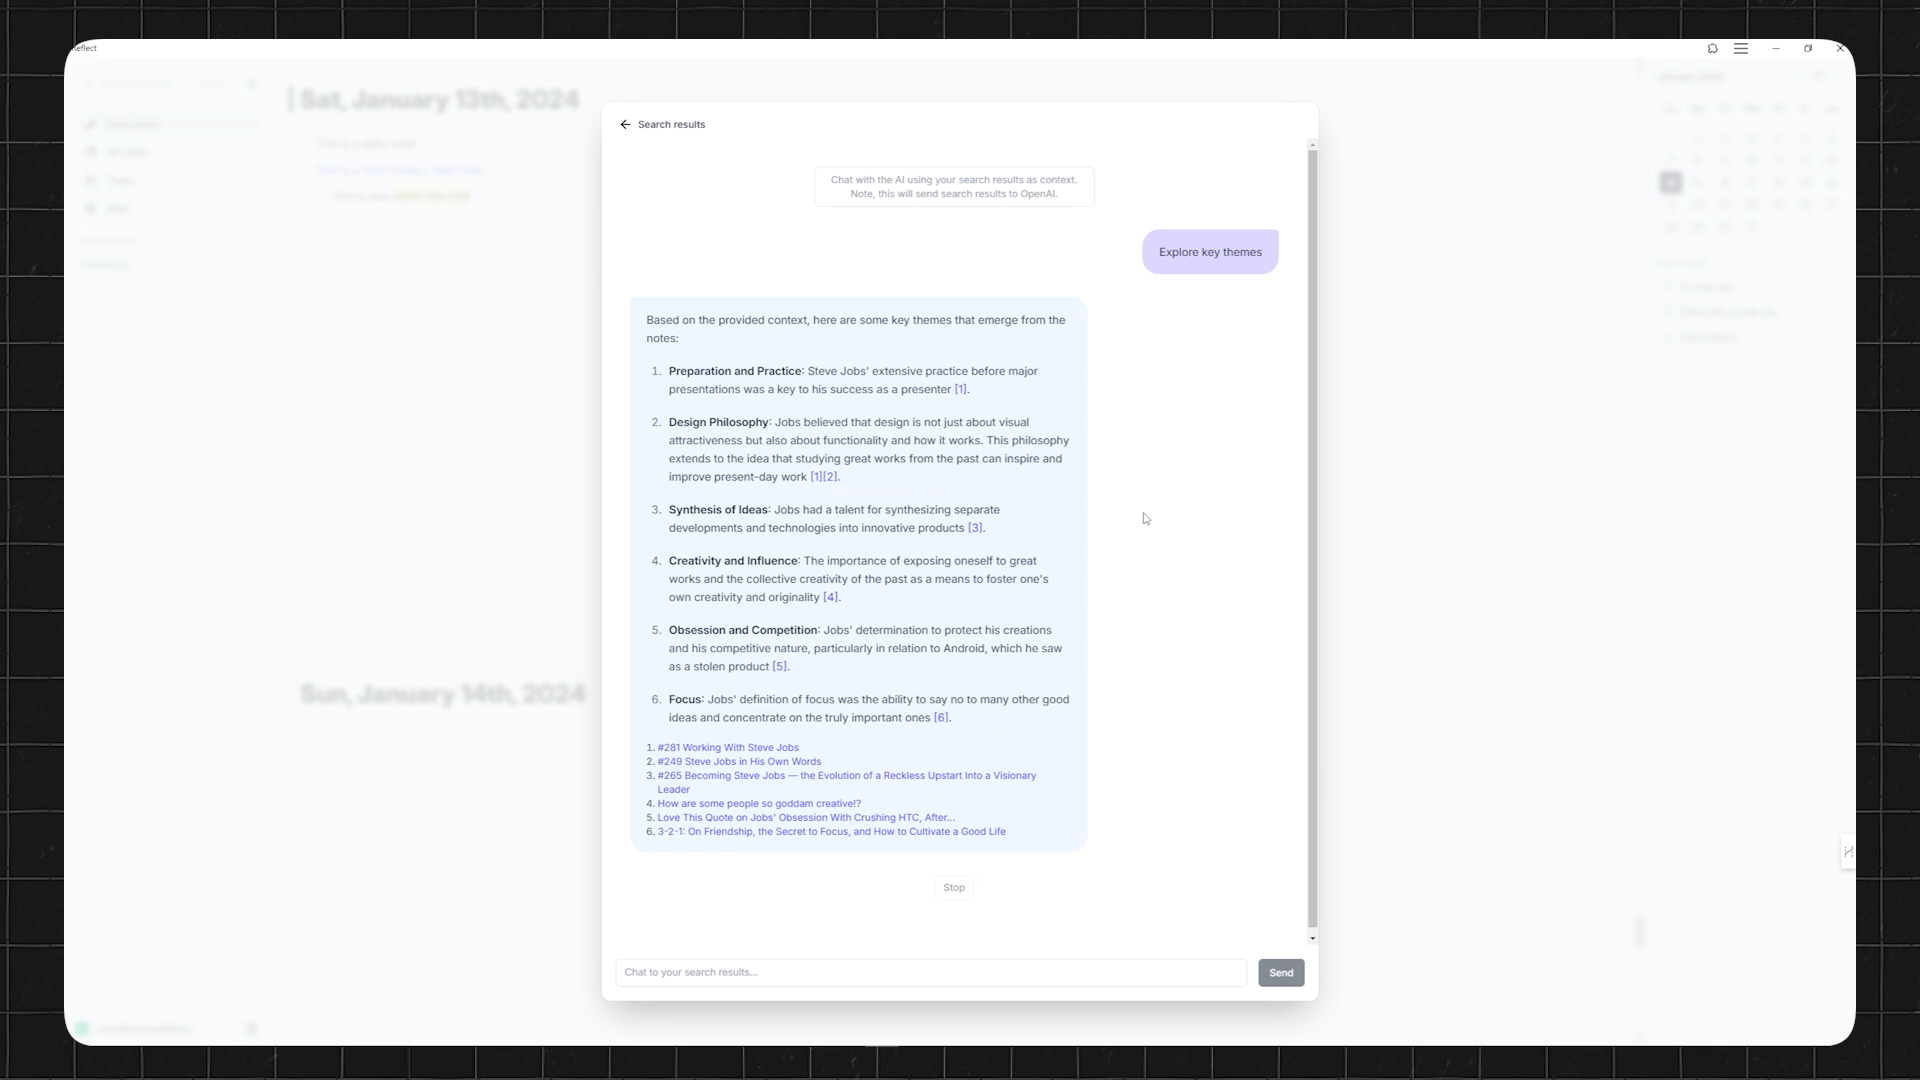 Reflect
Sat, January 13th, 2024
Search results
Chat with the AI using your search results as context.
Note, this will send search results to OpenAI.
Explore key themes
Based on the provided context, here are some key themes that emerge from the
notes:
1. Preparation and Practice: Steve Jobs' extensive practice before major
presentations was a key to his success as a presenter [1].
2. Design Philosophy: Jobs believed that design is not just about visual
attractiveness but also about functionality and how it works. This philosophy
extends to the idea that studying great works from the past can inspire and
improve present-day work [1][2].
3. Synthesis of Ideas: Jobs had a talent for synthesizing separate
developments and technologies into innovative products [3].
4. Creativity and Influence: The importance of exposing oneself to great
works and the collective creativity of the past as a means to foster one's
own creativity and originality [4].
5. Obsession and Competition: Jobs' determination to protect his creations
and his competitive nature, particularly in relation to Android, which he saw
as a stolen product [5].
6. Focus: Jobs' definition of focus was the ability to say no to many other good
ideas and concentrate on the truly important ones [6].
1. #281 Working With Steve Jobs
2. #249 Steve Jobs in His Own Words
3. #265 Becoming Steve Jobs — the Evolution of a Reckless Upstart Into a Visionary
Leader
4. How are some people so goddam creative!?
5. Love This Quote on Jobs' Obsession With Crushing HTC, After...
6. 3-2-1: On Friendship, the Secret to Focus, and How to Cultivate a Good Life
Sun, January 14th, 2024
Stop
Chat to your search results...
Send